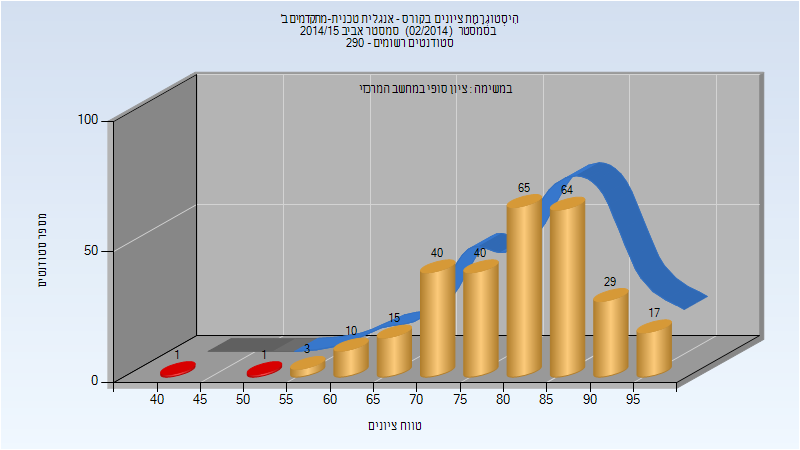 היסטוגרמת ציונים בקורס - אנגלית טכנית-מתקדמים ב'
בסמסטר (02/2014) סמסטר אביב 2014/15
סטודנטים רשומים - 290
במשימה : ציון סופי במחשב המרכזי
100
50
0
מספר סטודנטים
1
1
3
10
15
40
40
65
64
29
17
40 45 50 55 60 65 70 75 80 85 90 95
טווח ציונים